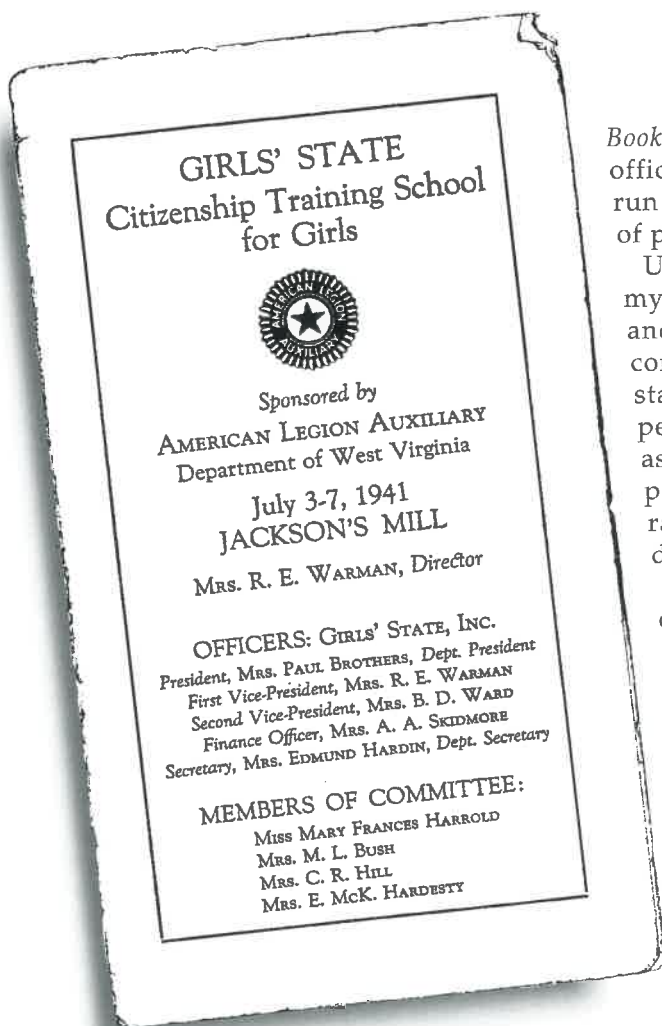 GIRLS' STATE
Citizenship Training School
for Girls
AMERICAN LEGION
AUXILIARY
Sponsored by
AMERICAN LEGION AUXILIARY
Department of West Virginia
July 3-7, 1941
JACKSON'S MILL
MRS. R. E. WARMAN, Director
OFFICERS: GIRLS' STATE, INC.
President, MRS. PAUL BROTHERS, Dept. President
First Vice-President, MRS. R. E. WARMAN
Second Vice-President, MRS. B. D. WARD
Finance Officer, MRS. A. A. SKIDMORE
Secretary, MRS. EDMUND HARDIN, Dept. Secretary
MEMBERS OF COMMITTEE:
MISS MARY FRANCES HARROLD
MRS. M. L. BUSH
MRS. C. R. HILL
MRS. E. MCK. HARDESTY
Book
offic
run
of p
U
my
and
con
sta
pe
as
p
ra
d